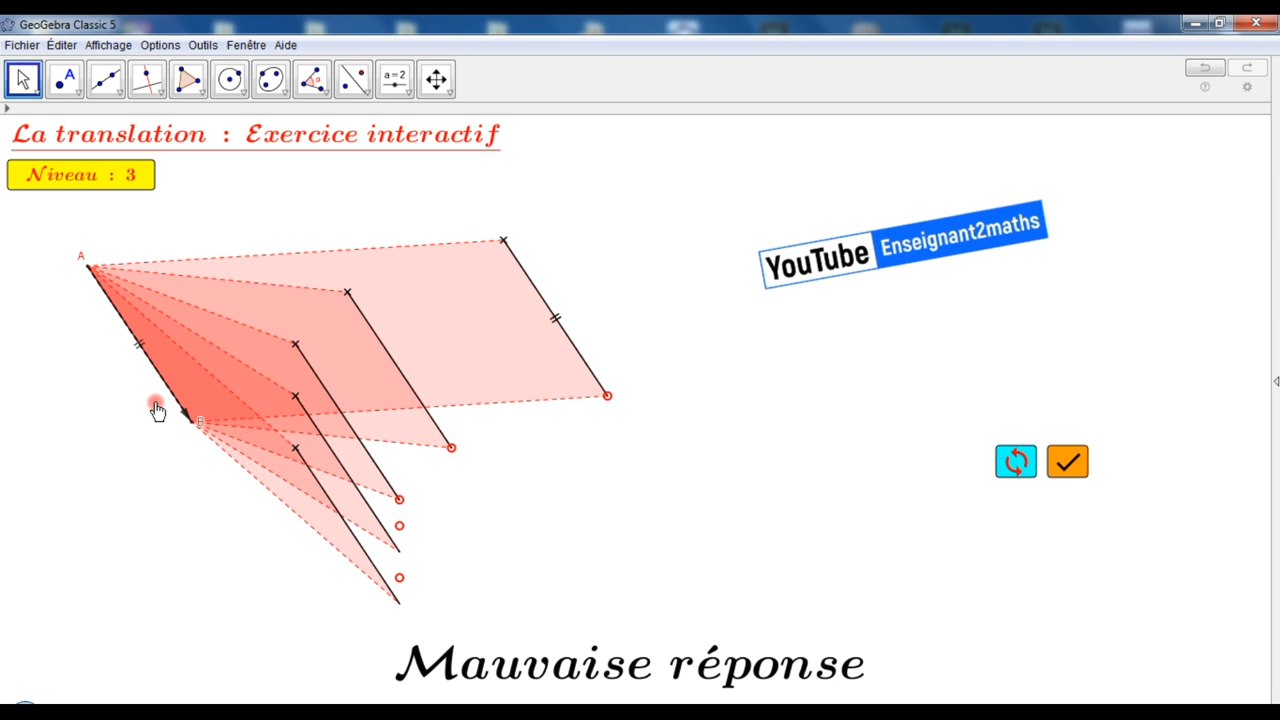 GeoGebra Classic 5
Fichier Éditer Affichage Options Outils Fenêtre Aide
A
a=2
La translation : Exercice interactif
Niveau : 3
YouTube Enseignant2maths
A
B
Mauvaise réponse